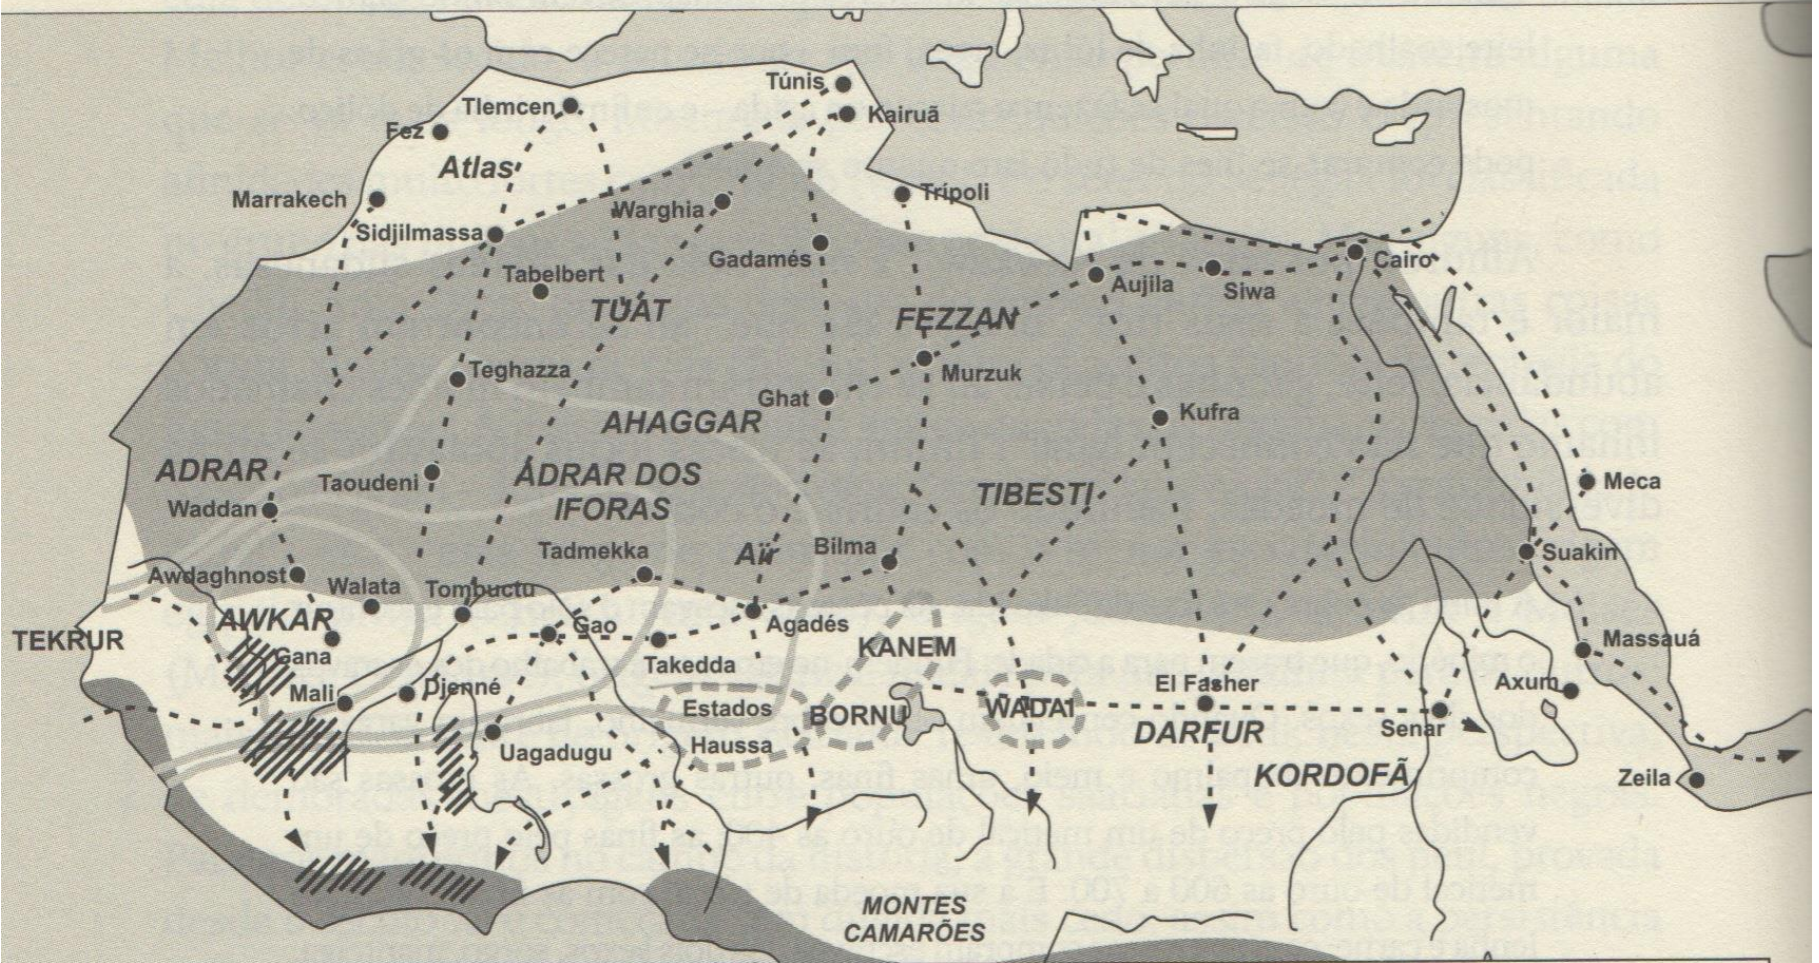 Túnis
Tlemcen
Kairuã
Fez
Atlas
Marrakech
Warghia
Trípoli
Sidjilmassa
Gadamés
Cairo
Tabelbert
TUÁT
FEZZAN
Aujila
Siwa
Teghazza
Murzuk
Ghat
AHAGGAR
Kufra
ADRAR
Taoudeni
ADRAR DOS
IFORAS
TIBESTI
Meca
Waddan
Tadmekka
Aïr
Bilma
Suakin
Awdaghnost
Walata
Tombuctu
AWKAR
TEKRUR
Gao
Agadés
KANEM
Massauá
Gana
Takedda
Mali
Djenné
El Fasher
Axum
Estados
Haussa
BORNU
WADAI
DARFUR
Senar
Uagadugu
KORDOFÃ
Zeila
MONTES
CAMARÕES